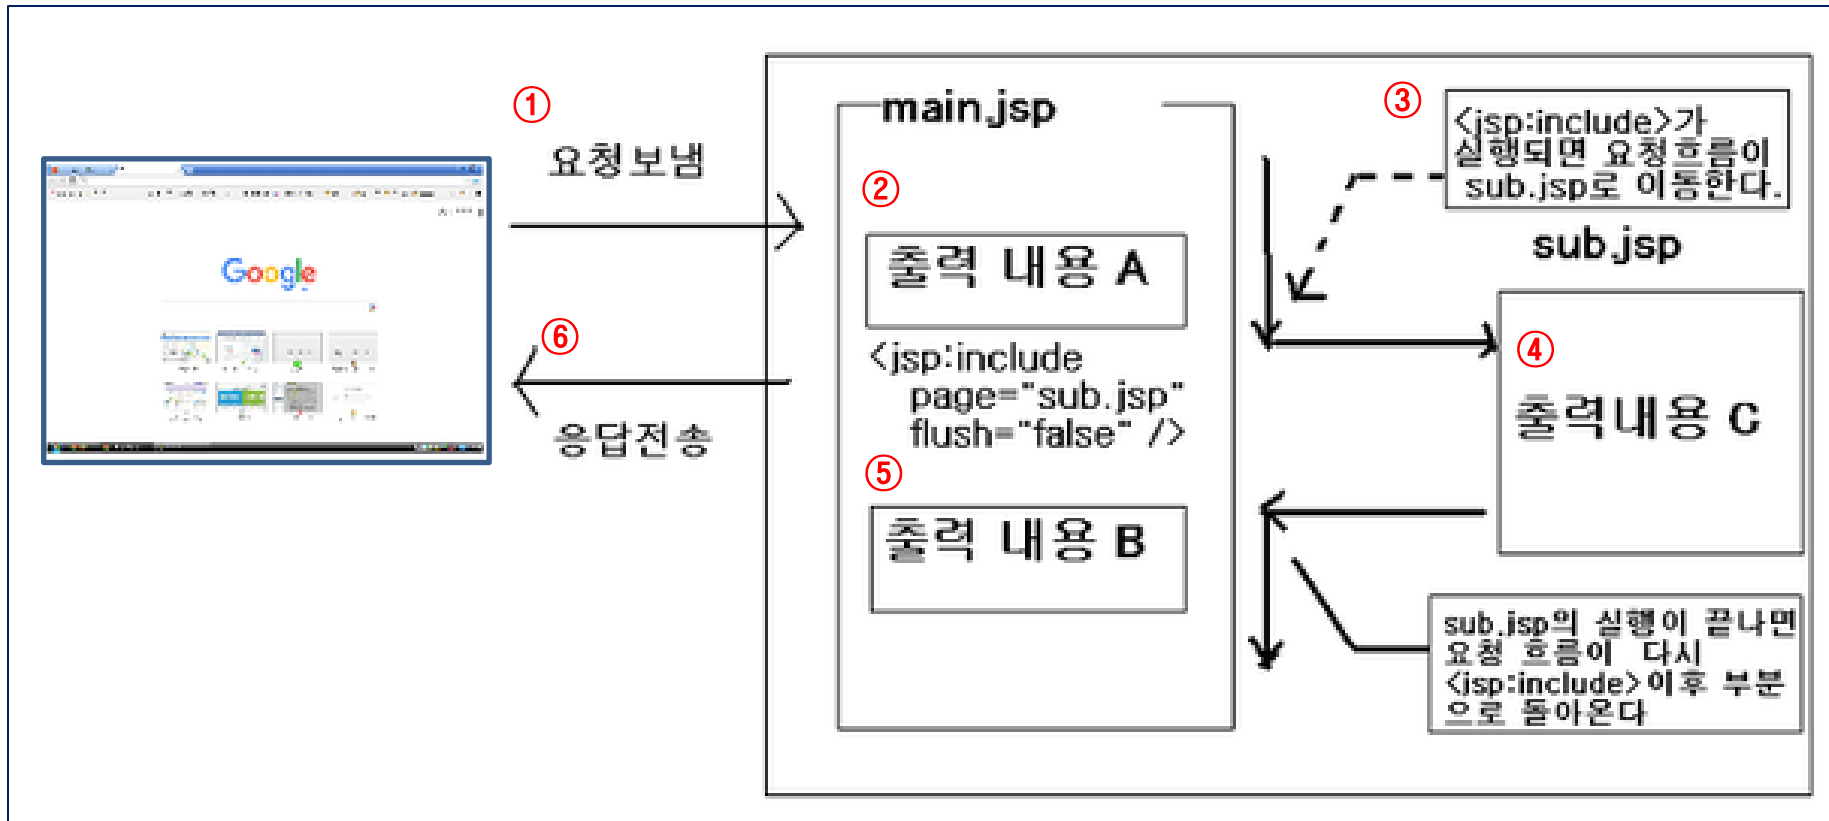 ①
요청보냄
Google
⑥
응답전송
main.jsp
②
출력 내용 A
<jsp:include
page="sub.jsp"
flush="false" />
⑤
출력 내용 B
③
<jsp:include>가
실행되면 요청흐름이
sub.jsp로 이동한다.
sub.jsp
④
출력내용 C
sub.jsp의 실행이 끝나면
요청 흐름이 다시
<jsp:include>이후 부분
으로 돌아온다